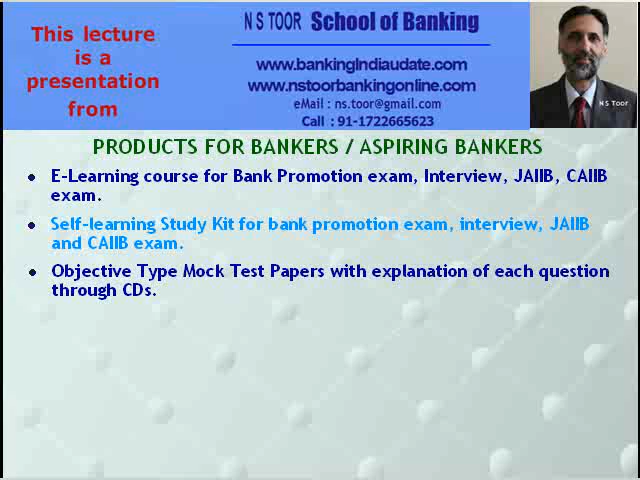 This lecture
is a
presentation
from
N S TOOR School of Banking
www.bankingIndiaudate.com
www.nstoorbankingonline.com
eMail : ns.toor@gmail.com
Call : 91-1722665623
N S Toor
PRODUCTS FOR BANKERS / ASPIRING BANKERS
• E-Learning course for Bank Promotion exam, Interview, JAIIB, CAIIB
exam.
• Self-learning Study Kit for bank promotion exam, interview, JAIIB
and CAIIB exam.
• Objective Type Mock Test Papers with explanation of each question
through CDs.